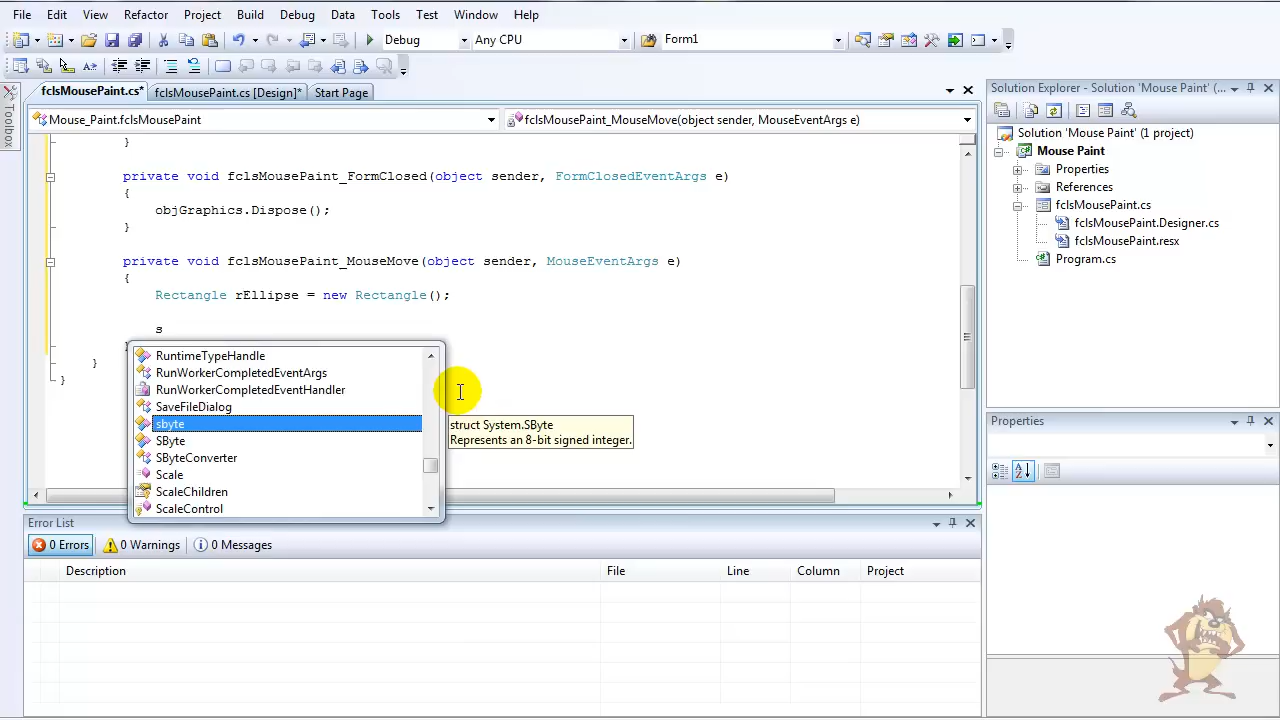 File Edit View Refactor Project Build Debug Data Tools Test Window Help
Debug Any CPU Form1
fclsMousePaint.cs* fclsMousePaint.cs [Design]* Start Page
Mouse_Paint.fclsMousePaint fclsMousePaint_MouseMove(object sender, MouseEventArgs e)
}
private void fclsMousePaint_FormClosed(object sender, FormClosedEventArgs e)
{
objGraphics.Dispose();
}
private void fclsMousePaint_MouseMove(object sender, MouseEventArgs e)
{
Rectangle rEllipse = new Rectangle();
s
}
}
RuntimeTypeHandle
RunWorkerCompletedEventArgs
RunWorkerCompletedEventHandler
SaveFileDialog
sbyte
SByte
SByteConverter
Scale
ScaleChildren
ScaleControl
struct System.SByte
Represents an 8-bit signed integer.
Toolbox
Error List
0 Errors 0 Warnings 0 Messages
Description File Line Column Project
Solution Explorer - Solution 'Mouse Paint' (...
Solution 'Mouse Paint' (1 project)
Mouse Paint
Properties
References
fclsMousePaint.cs
fclsMousePaint.Designer.cs
fclsMousePaint.resx
Program.cs
Properties